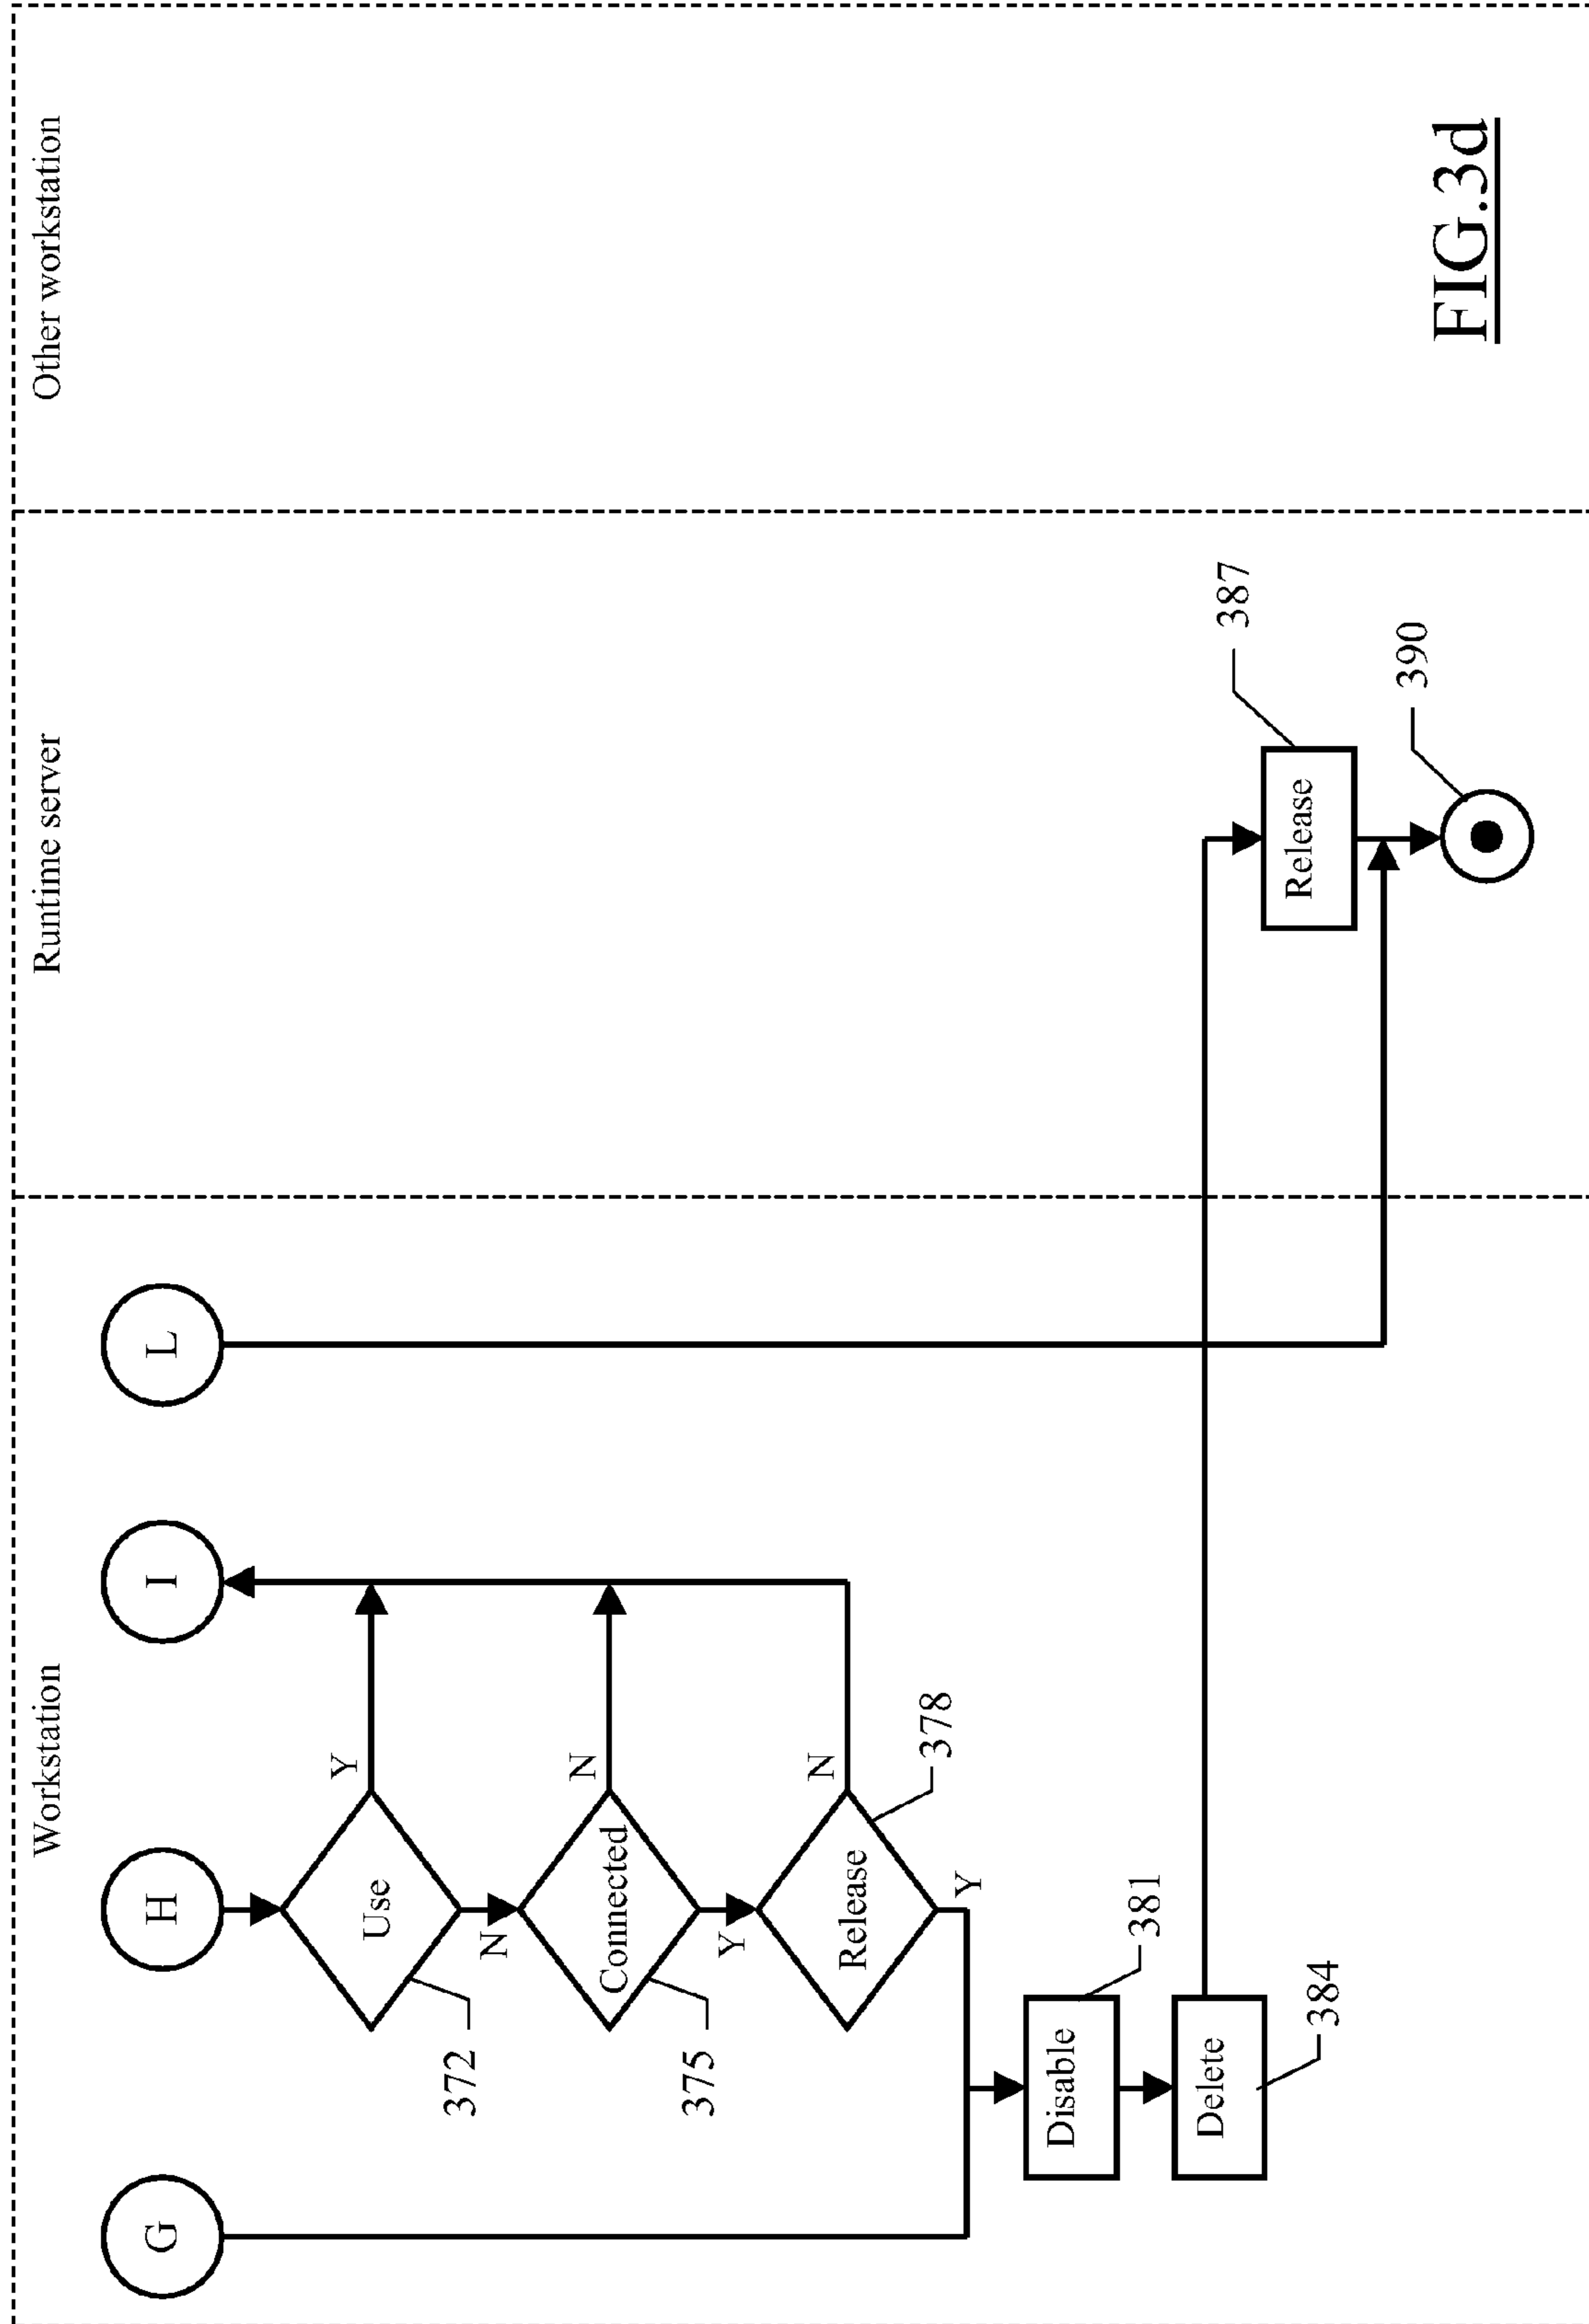 Workstation
Runtime server
Other workstation
G
H
I
L
Use
Y
372
N
Connected
N
375
Y
Release
N
378
Y
Disable
381
Delete
384
Release
387
390
FIG.3d